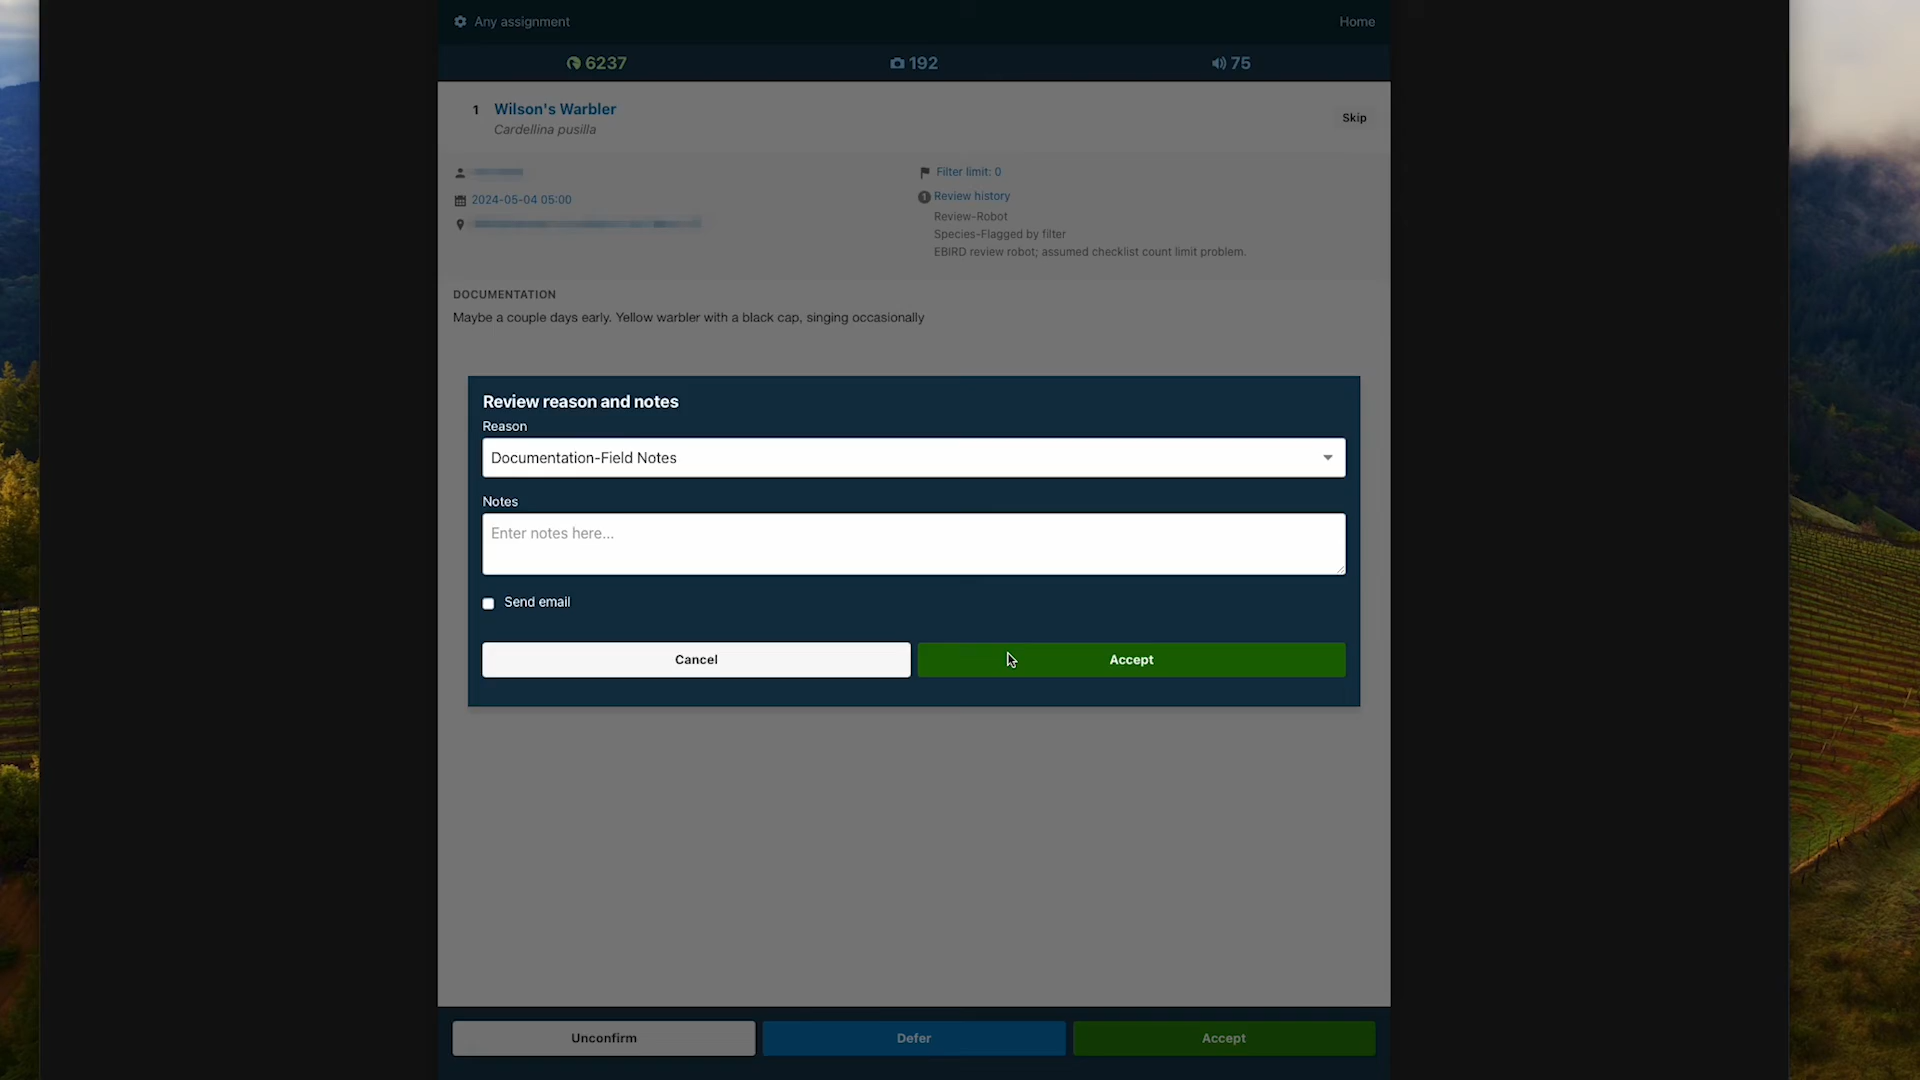 Any assignment
Home
6237
192
75
1 Wilson's Warbler
Cardellina pusilla
Skip
Filter limit: 0
2024-05-04 05:00
1 Review history
Review-Robot
Species-Flagged by filter
EBIRD review robot; assumed checklist count limit problem.
DOCUMENTATION
Maybe a couple days early. Yellow warbler with a black cap, singing occasionally
Review reason and notes
Reason
Documentation-Field Notes
Notes
Enter notes here...
Send email
Cancel
Accept
Unconfirm
Defer
Accept